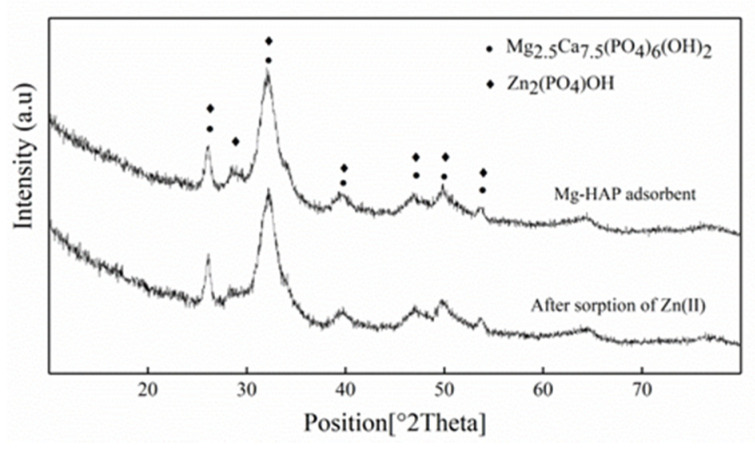 Mg2.5Ca7.5(PO4)6(OH)2
Zn2(PO4)OH
Intensity (a.u)
Mg-HAP adsorbent
After sorption of Zn(II)
20 30 40 50 60 70
Position[°2Theta]